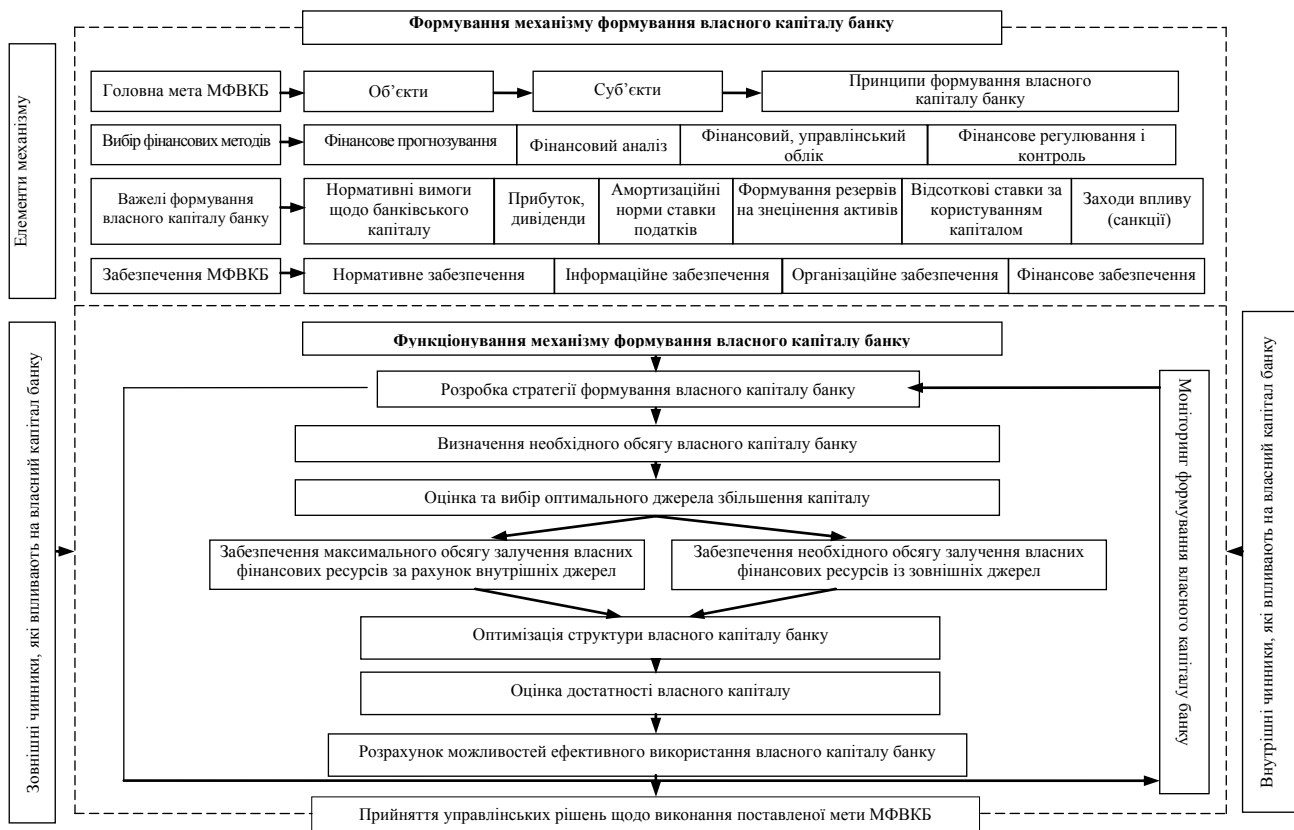 Формування механізму формування власного капіталу банку
Елементи механізму
Головна мета МФВКБ
Об’єкти
Суб’єкти
Принципи формування власного
капіталу банку
Вибір фінансових методів
Фінансове прогнозування
Фінансовий аналіз
Фінансовий, управлінський
облік
Фінансове регулювання і
контроль
Важелі формування
власного капіталу банку
Нормативні вимоги
щодо банківського
капіталу
Прибуток,
дивіденди
Амортизаційні
норми ставки
податків
Формування резервів
на знецінення активів
Відсоткові ставки за
користуванням
капіталом
Заходи впливу
(санкції)
Забезпечення МФВКБ
Нормативне забезпечення
Інформаційне забезпечення
Організаційне забезпечення
Фінансове забезпечення
Зовнішні чинники, які впливають на власний капітал банку
Функціонування механізму формування власного капіталу банку
Розробка стратегії формування власного капіталу банку
Визначення необхідного обсягу власного капіталу банку
Оцінка та вибір оптимального джерела збільшення капіталу
Забезпечення максимального обсягу залучення власних
фінансових ресурсів за рахунок внутрішніх джерел
Забезпечення необхідного обсягу залучення власних
фінансових ресурсів із зовнішніх джерел
Оптимізація структури власного капіталу банку
Оцінка достатності власного капіталу
Розрахунок можливостей ефективного використання власного капіталу банку
Прийняття управлінських рішень щодо виконання поставленої мети МФВКБ
Моніторинг формування власного капіталу
банку
Внутрішні чинники, які впливають на власний капітал банку